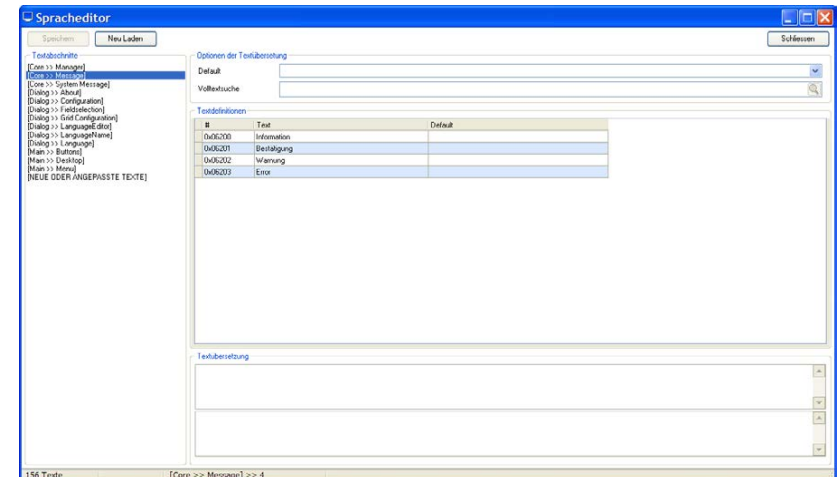 Spracheditor
Speichern Neu Laden Schliessen
Textabschnitte
[Core >> Manager]
[Core >> Message]
[Core >> System Message]
[Dialog >> About]
[Dialog >> Configuration]
[Dialog >> Fieldselection]
[Dialog >> Grid Configuration]
[Dialog >> LanguageEditor]
[Dialog >> LanguageName]
[Dialog >> Language]
[Main >> Buttons]
[Main >> Desktop]
[Main >> Menu]
[NEUE ODER ANGEPASSTE TEXTE]
Optionen der Textübersetung
Default
Volltextsuche
Textdefinitionen
# Text Default
0x06200 Information
0x06201 Bestätigung
0x06202 Warnung
0x06203 Error
Textübersetzung
156 Texte [Core >> Message] >> 4